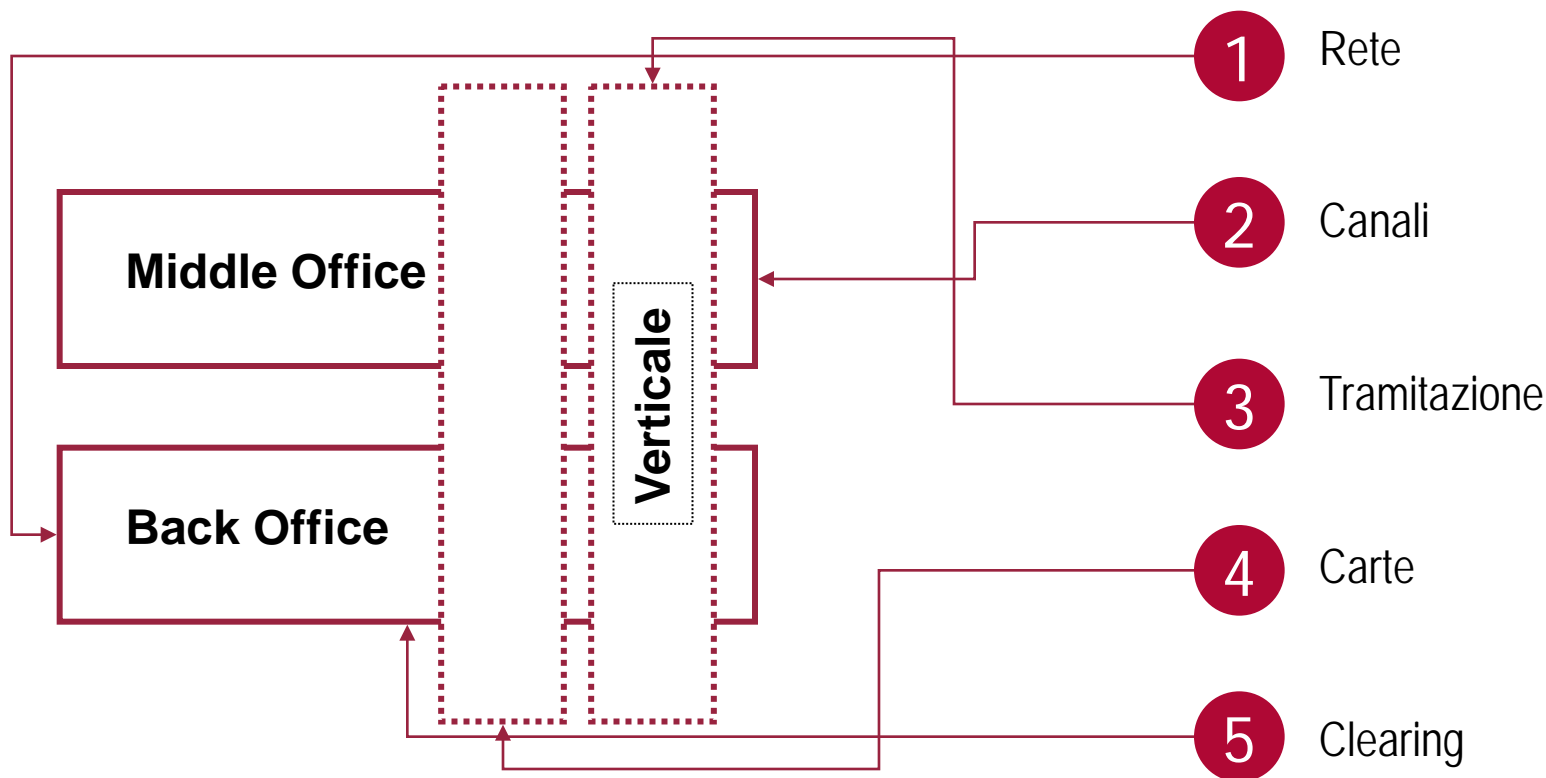 1 Rete
2 Canali
Middle Office
Verticale
3 Tramitazione
Back Office
4 Carte
5 Clearing